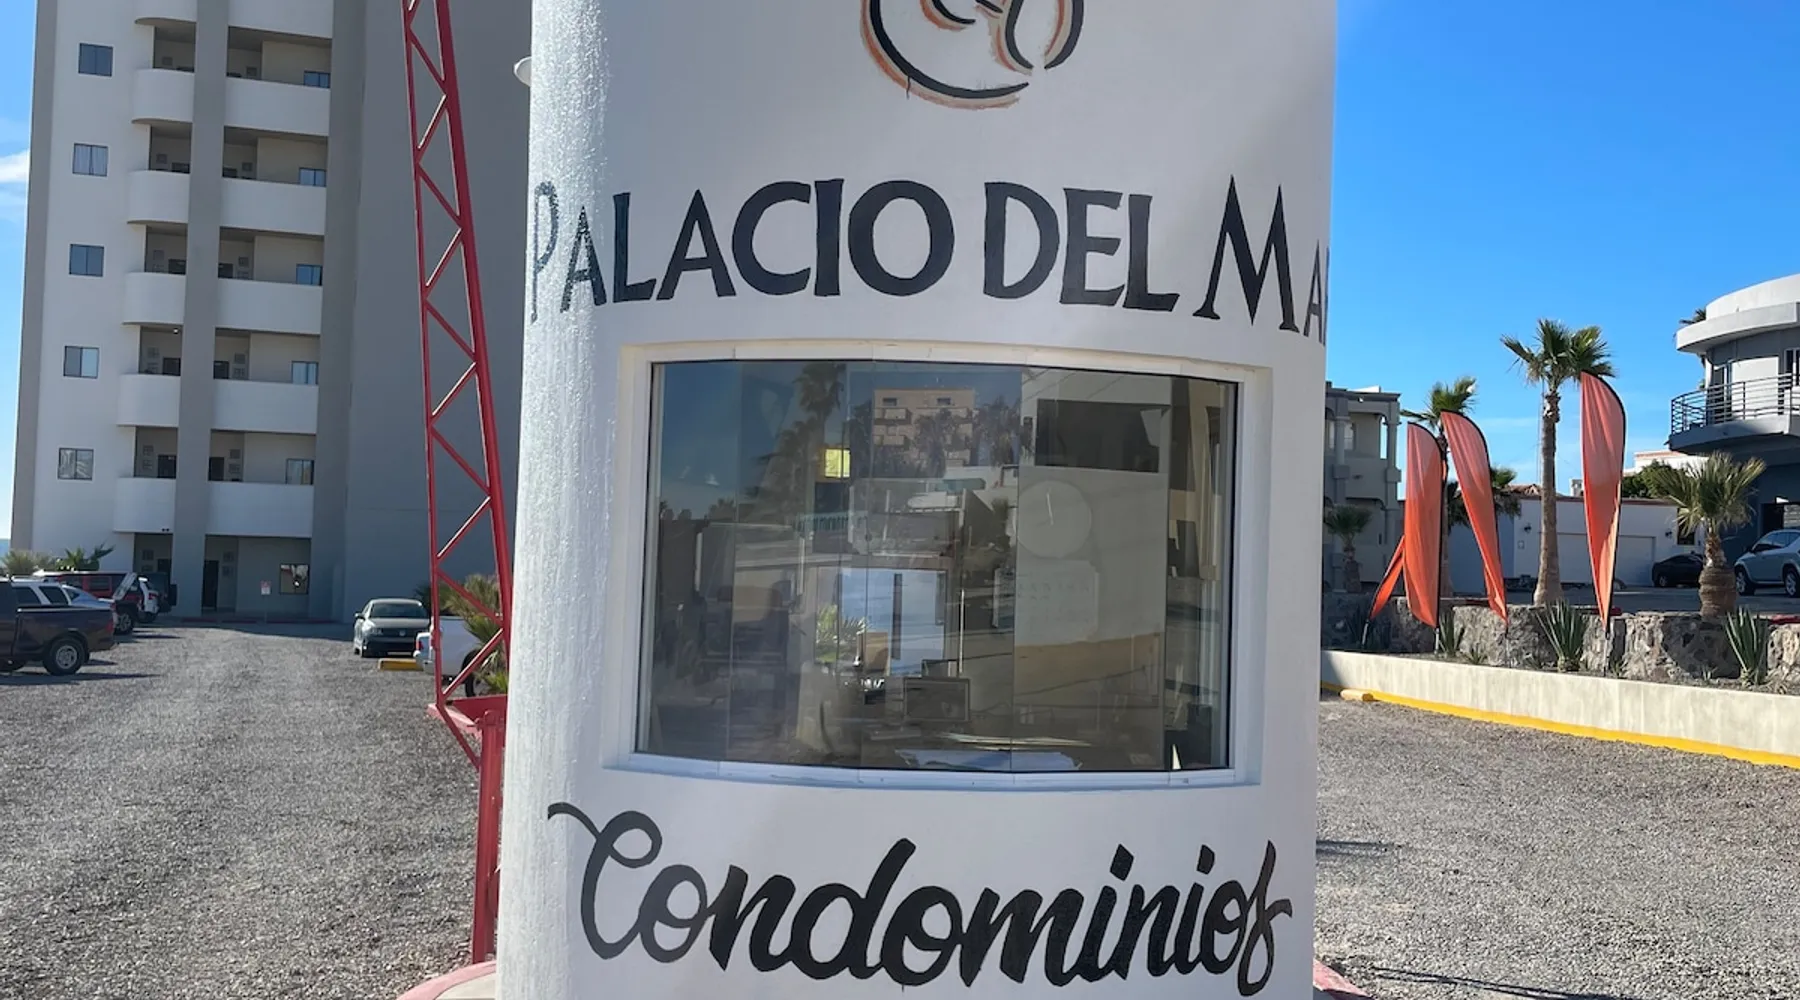 PALACIO DEL MA
Condominios